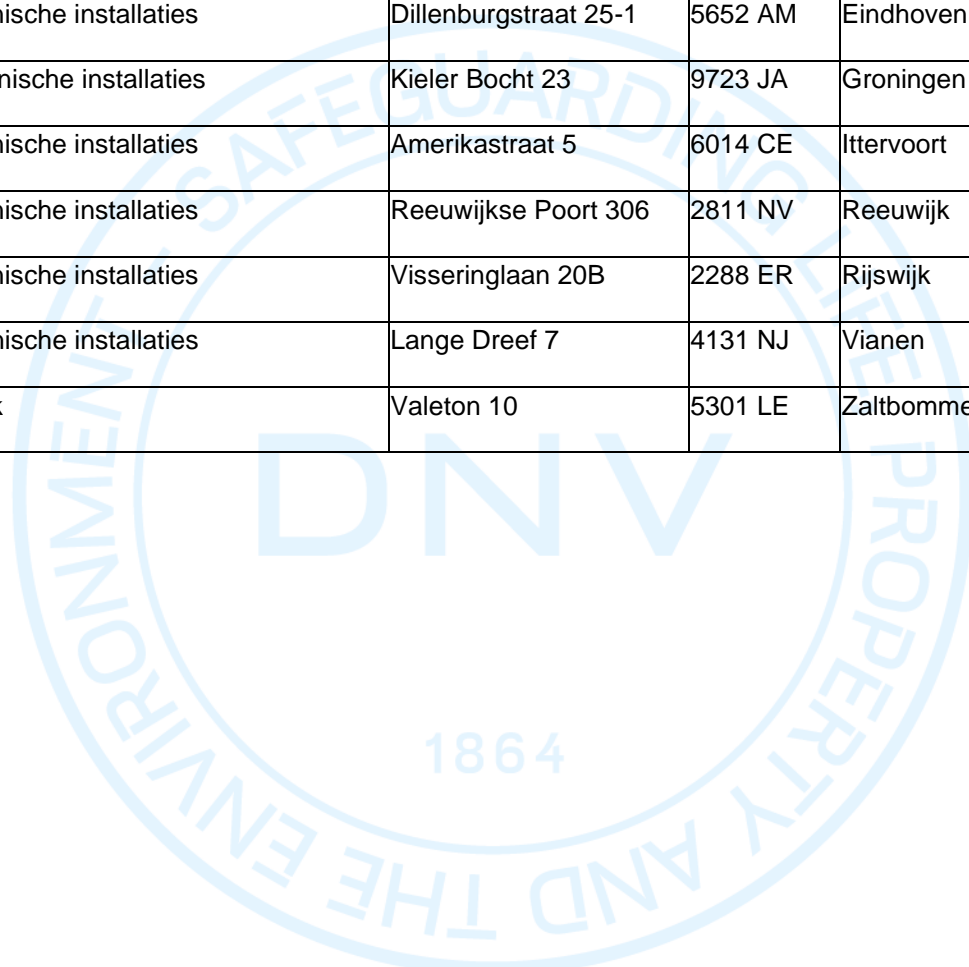 nische installaties Dillenburgstraat 25-1 5652 AM Eindhoven
nische installaties Kieler Bocht 23 9723 JA Groningen
nische installaties Amerikastraat 5 6014 CE Ittervoort
nische installaties Reeuwijkse Poort 306 2811 NV Reeuwijk
nische installaties Visseringlaan 20B 2288 ER Rijswijk
nische installaties Lange Dreef 7 4131 NJ Vianen
k Valeton 10 5301 LE Zaltbomme
SAFEGUARDING LIFE PROPERTY AND THE ENVIRONMENT
DNV
1864